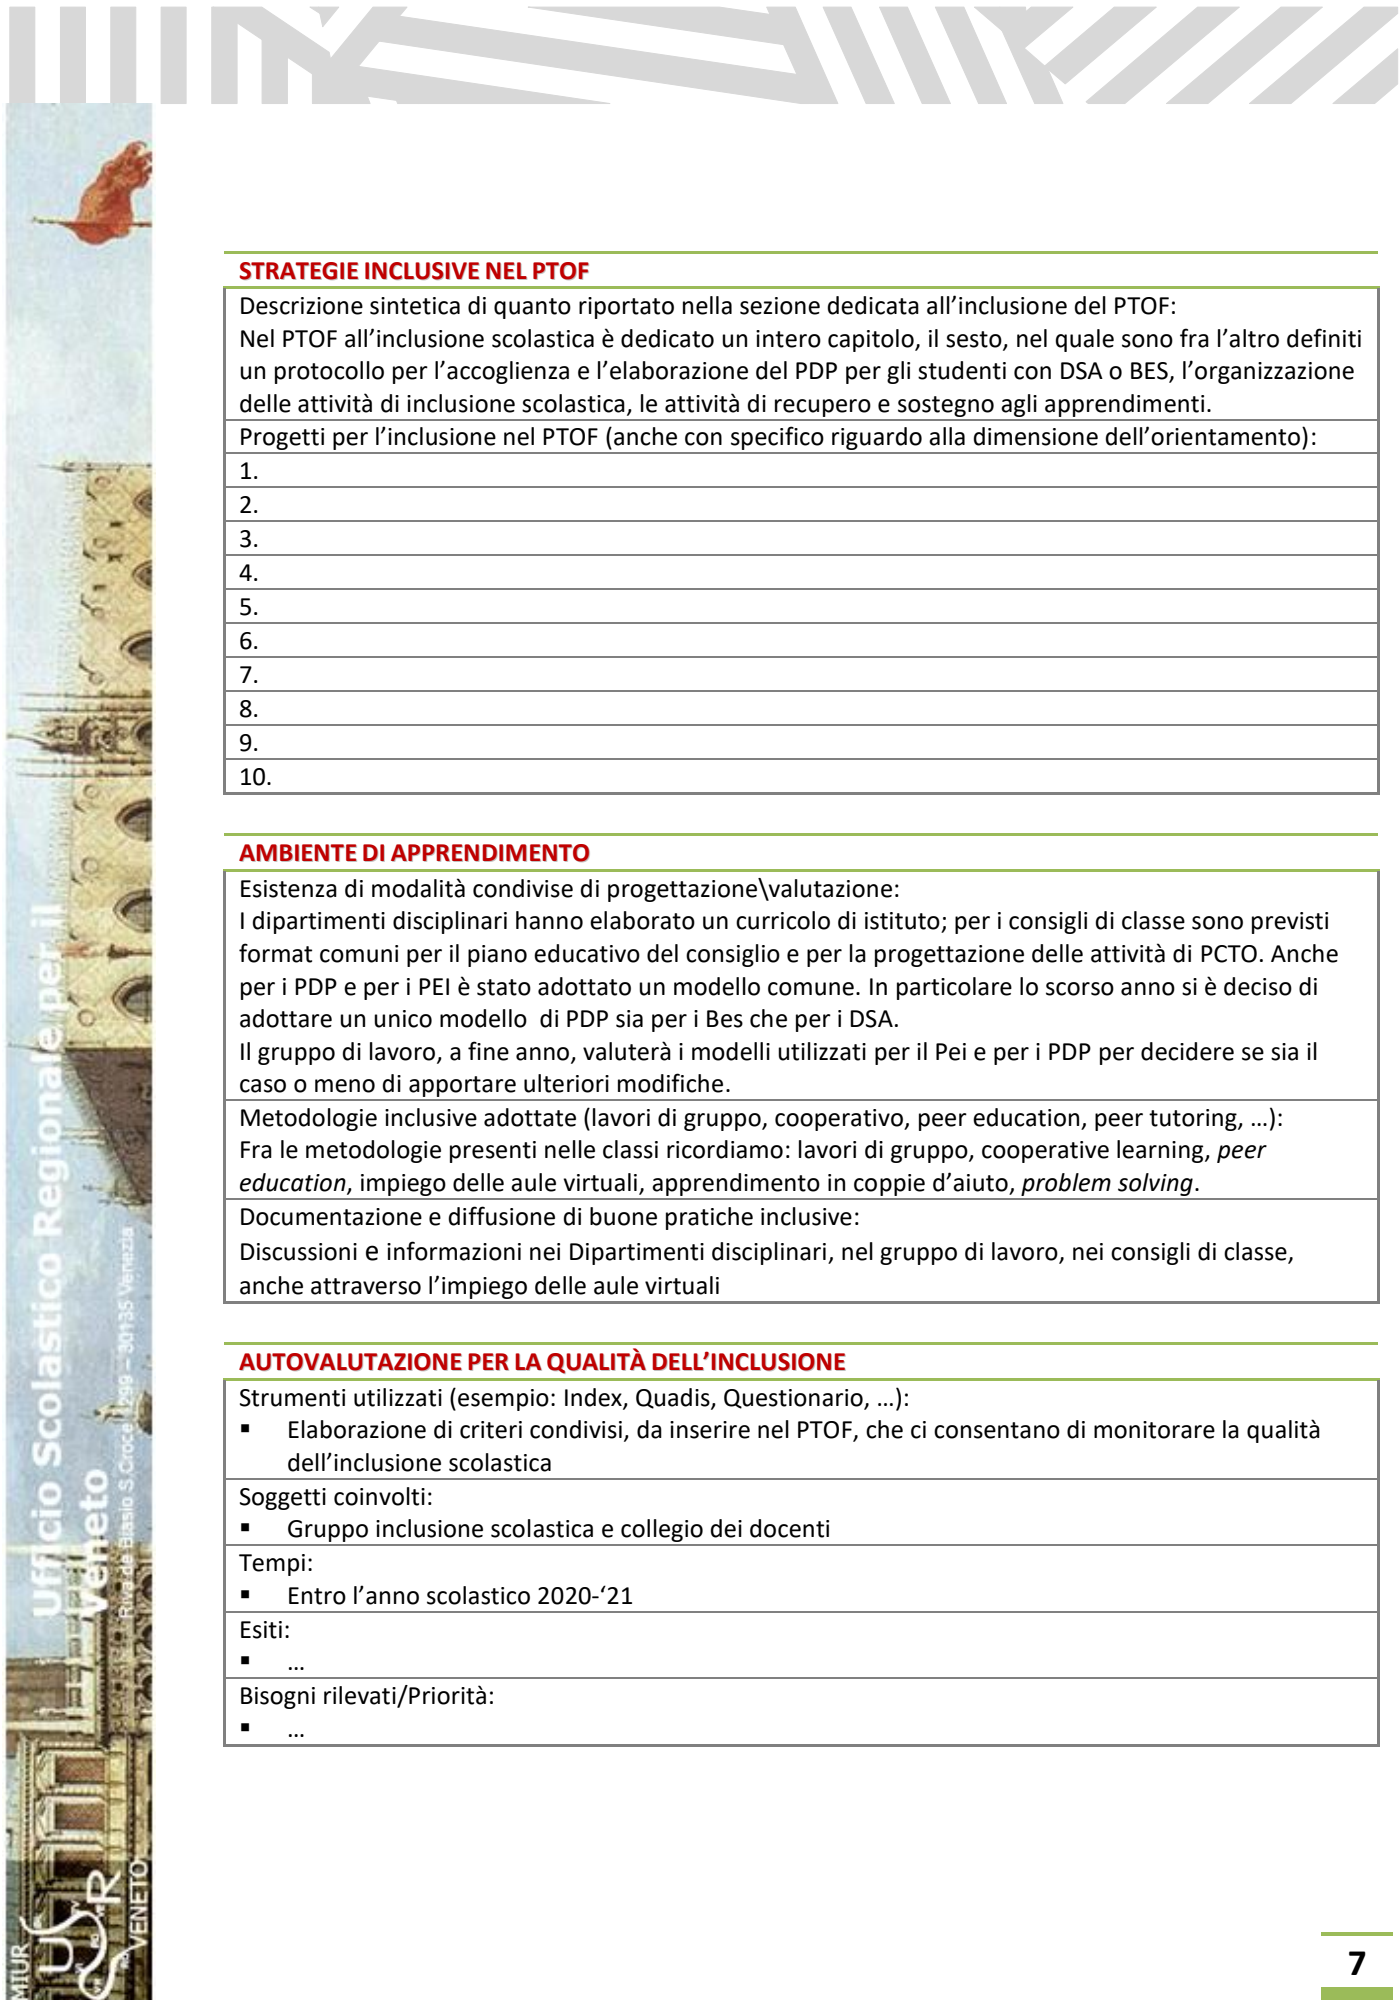 STRATEGIE INCLUSIVE NEL PTOF
Descrizione sintetica di quanto riportato nella sezione dedicata all’inclusione del PTOF:
Nel PTOF all’inclusione scolastica è dedicato un intero capitolo, il sesto, nel quale sono fra l’altro definiti
un protocollo per l’accoglienza e l’elaborazione del PDP per gli studenti con DSA o BES, l’organizzazione
delle attività di inclusione scolastica, le attività di recupero e sostegno agli apprendimenti.
Progetti per l’inclusione nel PTOF (anche con specifico riguardo alla dimensione dell’orientamento):
1.
2.
3.
4.
5.
6.
7.
8.
9.
10.
AMBIENTE DI APPRENDIMENTO
Esistenza di modalità condivise di progettazione\valutazione:
I dipartimenti disciplinari hanno elaborato un curricolo di istituto; per i consigli di classe sono previsti
format comuni per il piano educativo del consiglio e per la progettazione delle attività di PCTO. Anche
per i PDP e per i PEI è stato adottato un modello comune. In particolare lo scorso anno si è deciso di
adottare un unico modello  di PDP sia per i Bes che per i DSA.
Il gruppo di lavoro, a fine anno, valuterà i modelli utilizzati per il Pei e per i PDP per decidere se sia il
caso o meno di apportare ulteriori modifiche.
Metodologie inclusive adottate (lavori di gruppo, cooperativo, peer education, peer tutoring, …):
Fra le metodologie presenti nelle classi ricordiamo: lavori di gruppo, cooperative learning, peer
education, impiego delle aule virtuali, apprendimento in coppie d’aiuto, problem solving.
Documentazione e diffusione di buone pratiche inclusive:
Discussioni e informazioni nei Dipartimenti disciplinari, nel gruppo di lavoro, nei consigli di classe,
anche attraverso l’impiego delle aule virtuali
AUTOVALUTAZIONE PER LA QUALITÀ DELL’INCLUSIONE
Strumenti utilizzati (esempio: Index, Quadis, Questionario, …):
▪ Elaborazione di criteri condivisi, da inserire nel PTOF, che ci consentano di monitorare la qualità
dell’inclusione scolastica
Soggetti coinvolti:
▪ Gruppo inclusione scolastica e collegio dei docenti
Tempi:
▪ Entro l’anno scolastico 2020-‘21
Esiti:
▪ …
Bisogni rilevati/Priorità:
▪ …
Ufficio Scolastico Regionale per il
Veneto
Riva de Biasio S.Croce 1299 – 30135 Venezia
MIUR
USR
VENETO
7